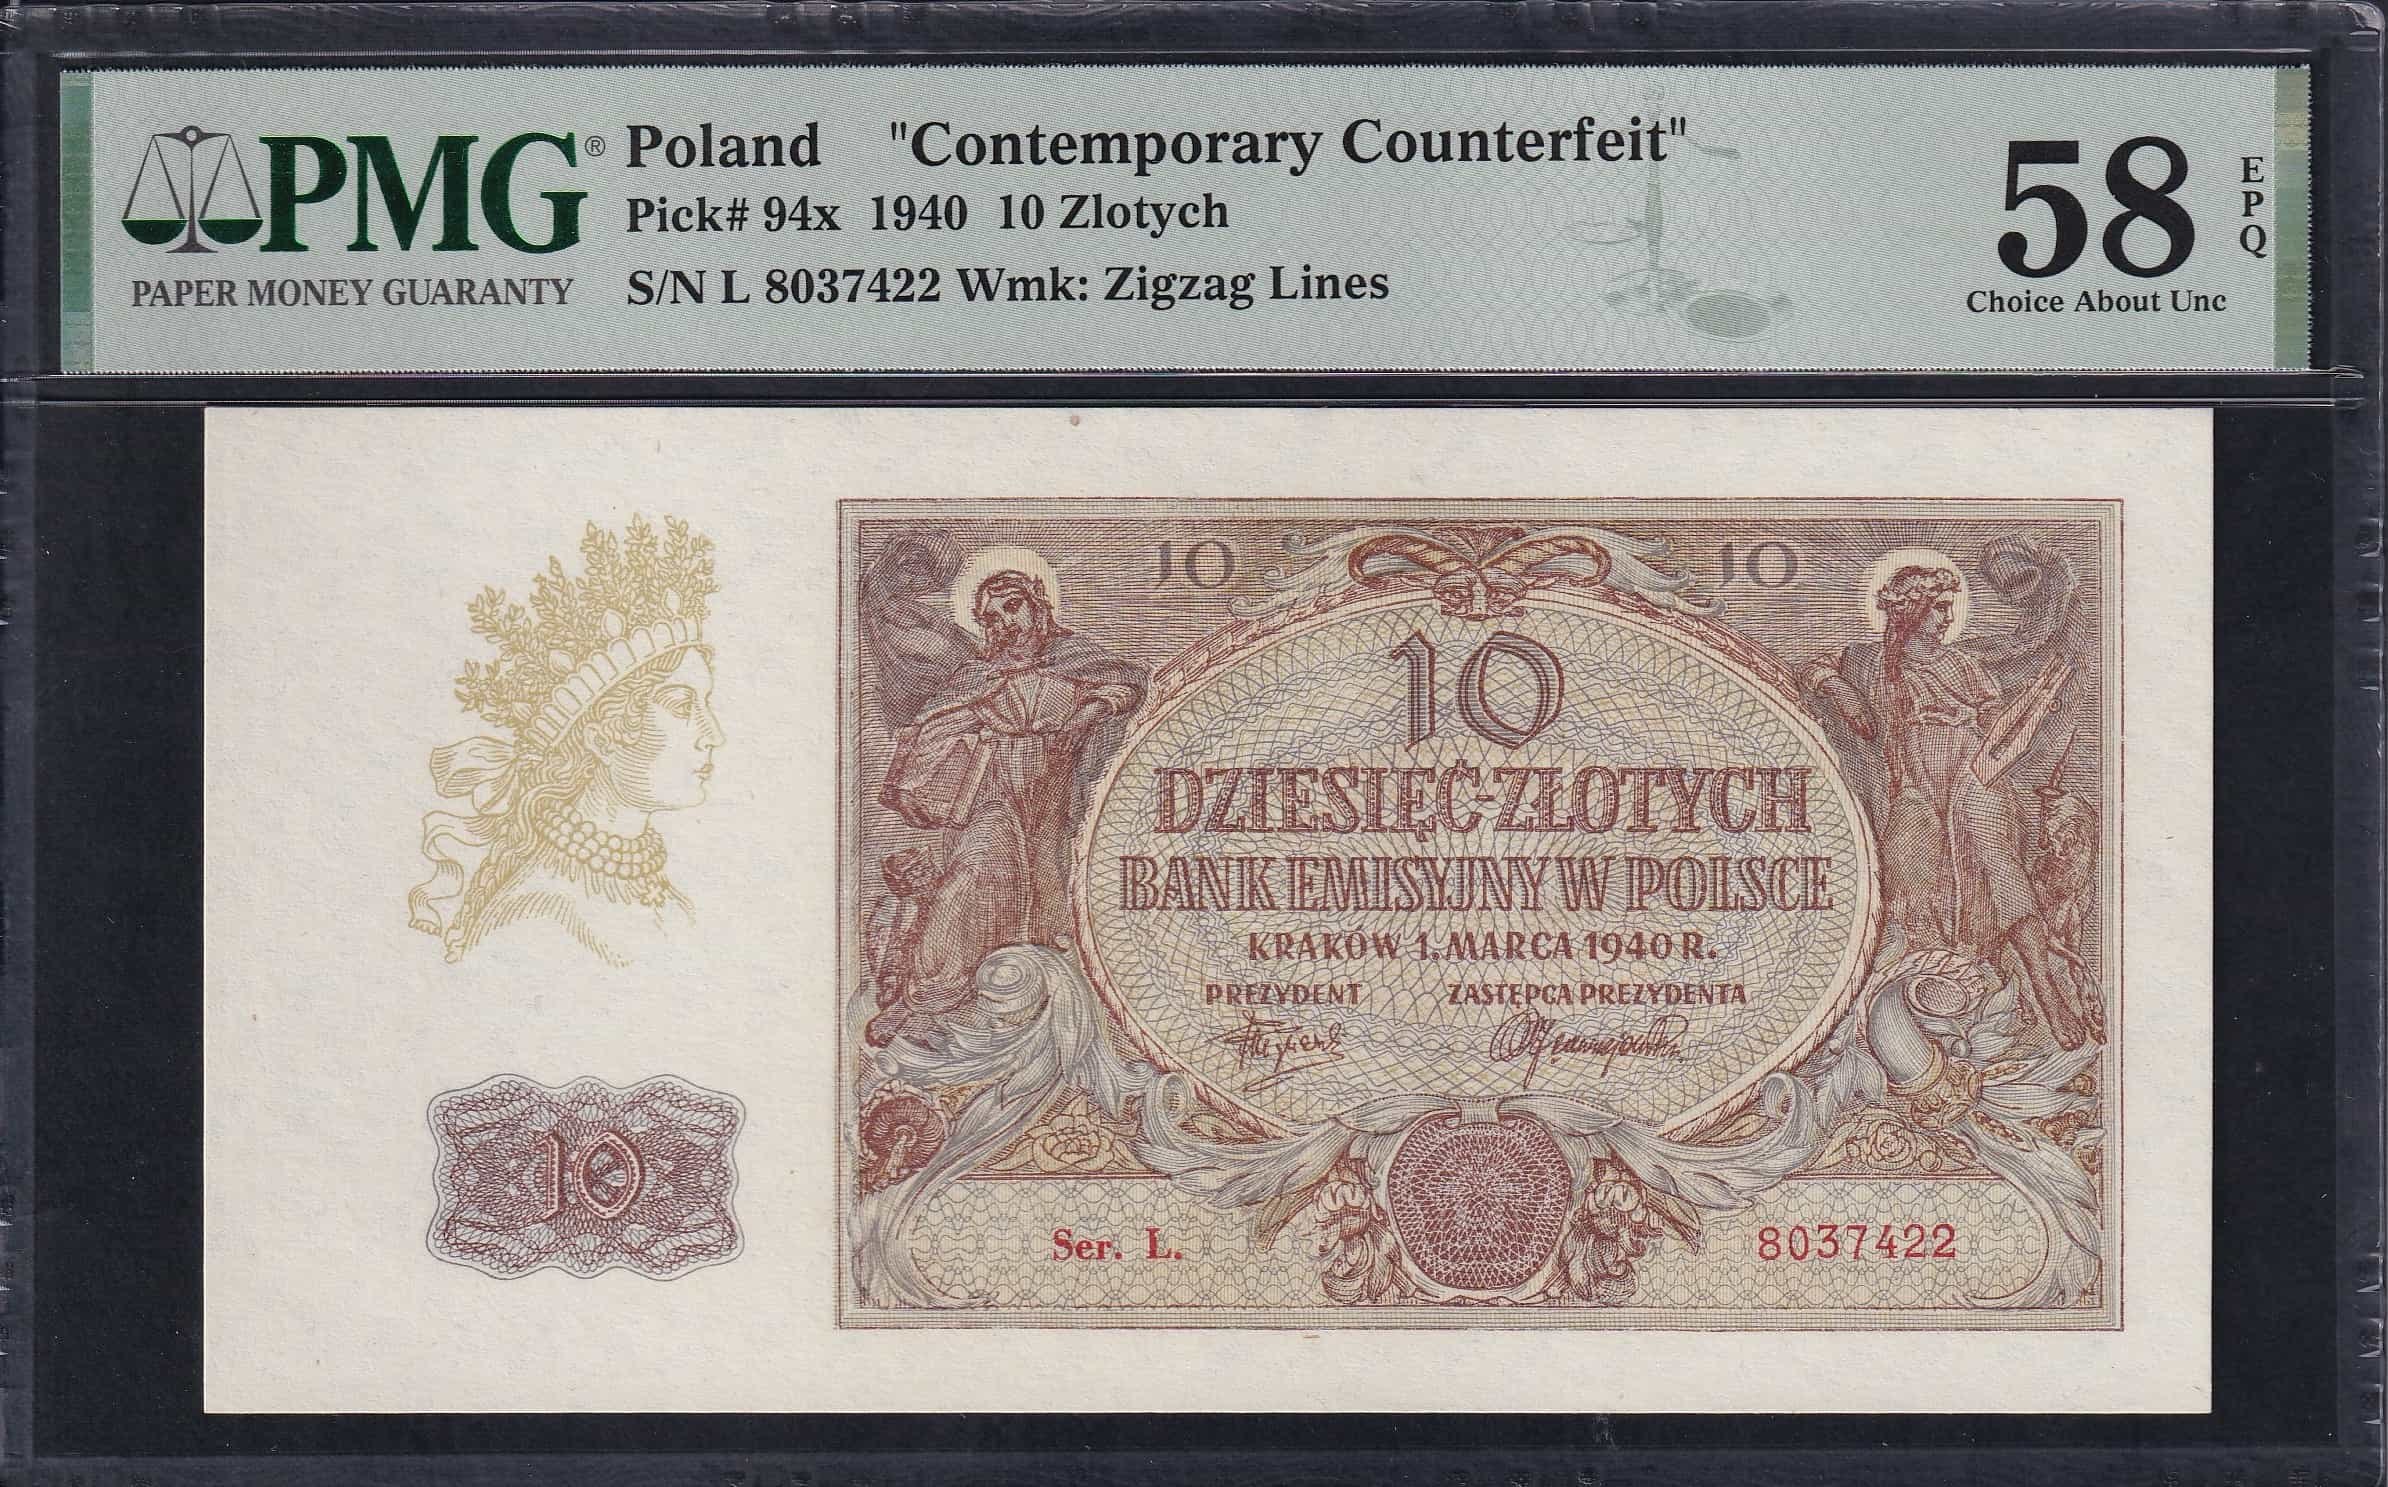 PMG®
PAPER MONEY GUARANTY
Poland "Contemporary Counterfeit"
Pick# 94x 1940 10 Zlotych
S/N L 8037422 Wmk: Zigzag Lines
58
EPQ
Choice About Unc
10 10
10
DZIESIĘĆ-ZŁOTYCH
BANK EMISYJNY W POLSCE
KRAKÓW 1. MARCA 1940 R.
PREZYDENT ZASTĘPCA PREZYDENTA
10
Ser. L. 8037422